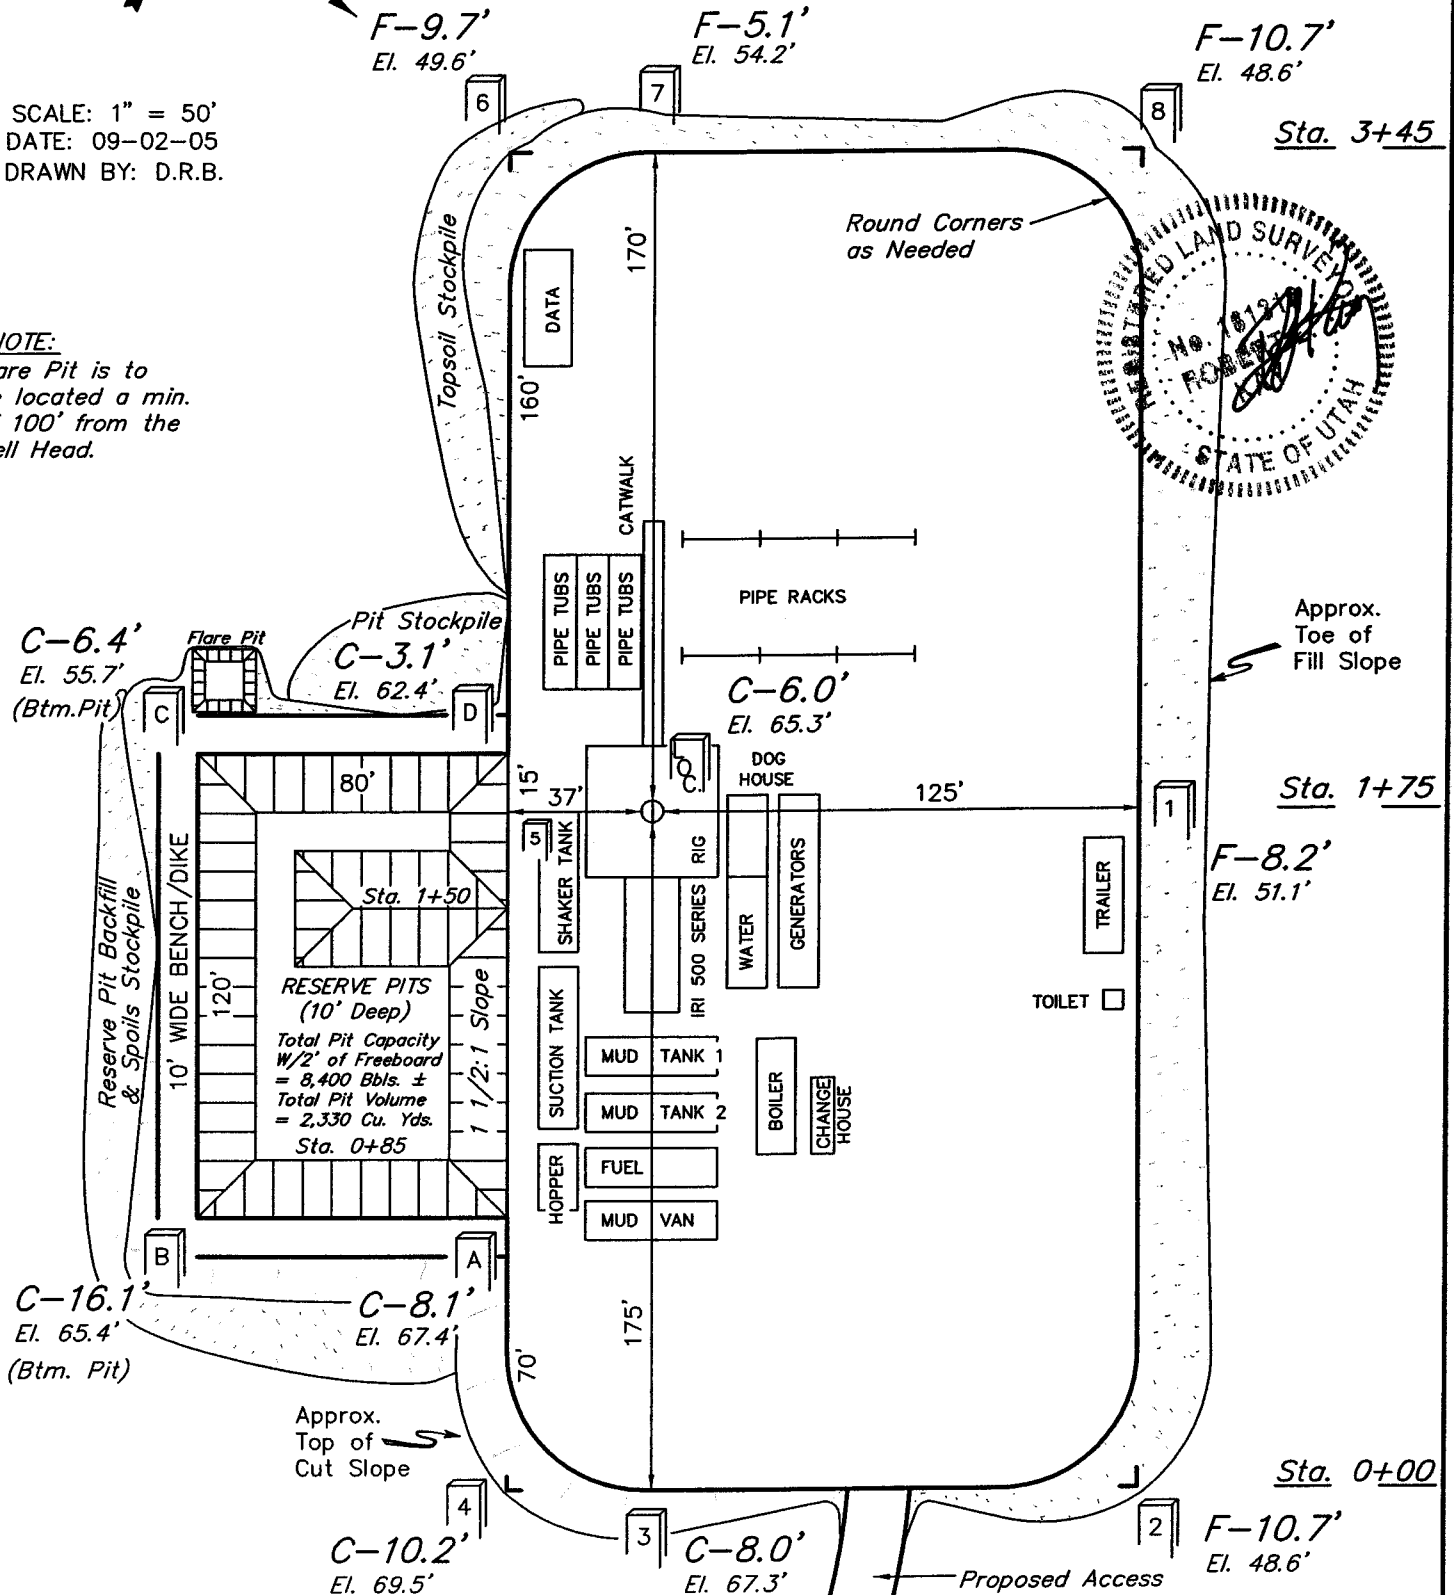 F-9.7'
El. 49.6'
F-5.1'
El. 54.2'
F-10.7'
El. 48.6'
6
7
8
SCALE: 1" = 50'
DATE: 09-02-05
DRAWN BY: D.R.B.
Sta. 3+45
Topsoil Stockpile
170'
Round Corners
as Needed
REGISTERED LAND SURVEYOR
No.
ROBERT
STATE OF UTAH
DATA
160'
NOTE:
are Pit is to
located a min.
100' from the
ell Head.
CATWALK
PIPE TUBS
PIPE TUBS
PIPE TUBS
PIPE RACKS
Approx.
Toe of
Fill Slope
Pit Stockpile
Flare Pit
C-6.4'
El. 55.7'
(Btm.Pit)
C-3.1'
El. 62.4'
C
D
C-6.0'
El. 65.3'
C.
DOG
HOUSE
80'
15'
37'
125'
Sta. 1+75
1
F-8.2'
El. 51.1'
5
SHAKER TANK
RIG
IRI 500 SERIES
WATER
GENERATORS
TRAILER
TOILET
Reserve Pit Backfill
& Spoils Stockpile
10' WIDE BENCH/DIKE
120'
Sta. 1+50
RESERVE PITS
(10' Deep)
Total Pit Capacity
W/2' of Freeboard
= 8,400 Bbls. ±
Total Pit Volume
= 2,330 Cu. Yds.
Sta. 0+85
1 1/2:1 Slope
SUCTION TANK
MUD TANK 1
MUD TANK 2
BOILER
CHANGE
HOUSE
HOPPER
FUEL
MUD VAN
B
A
C-16.1'
El. 65.4'
(Btm. Pit)
C-8.1'
El. 67.4'
175'
70'
Approx.
Top of
Cut Slope
Sta. 0+00
4
3
2
C-10.2'
El. 69.5'
C-8.0'
El. 67.3'
F-10.7'
El. 48.6'
Proposed Access